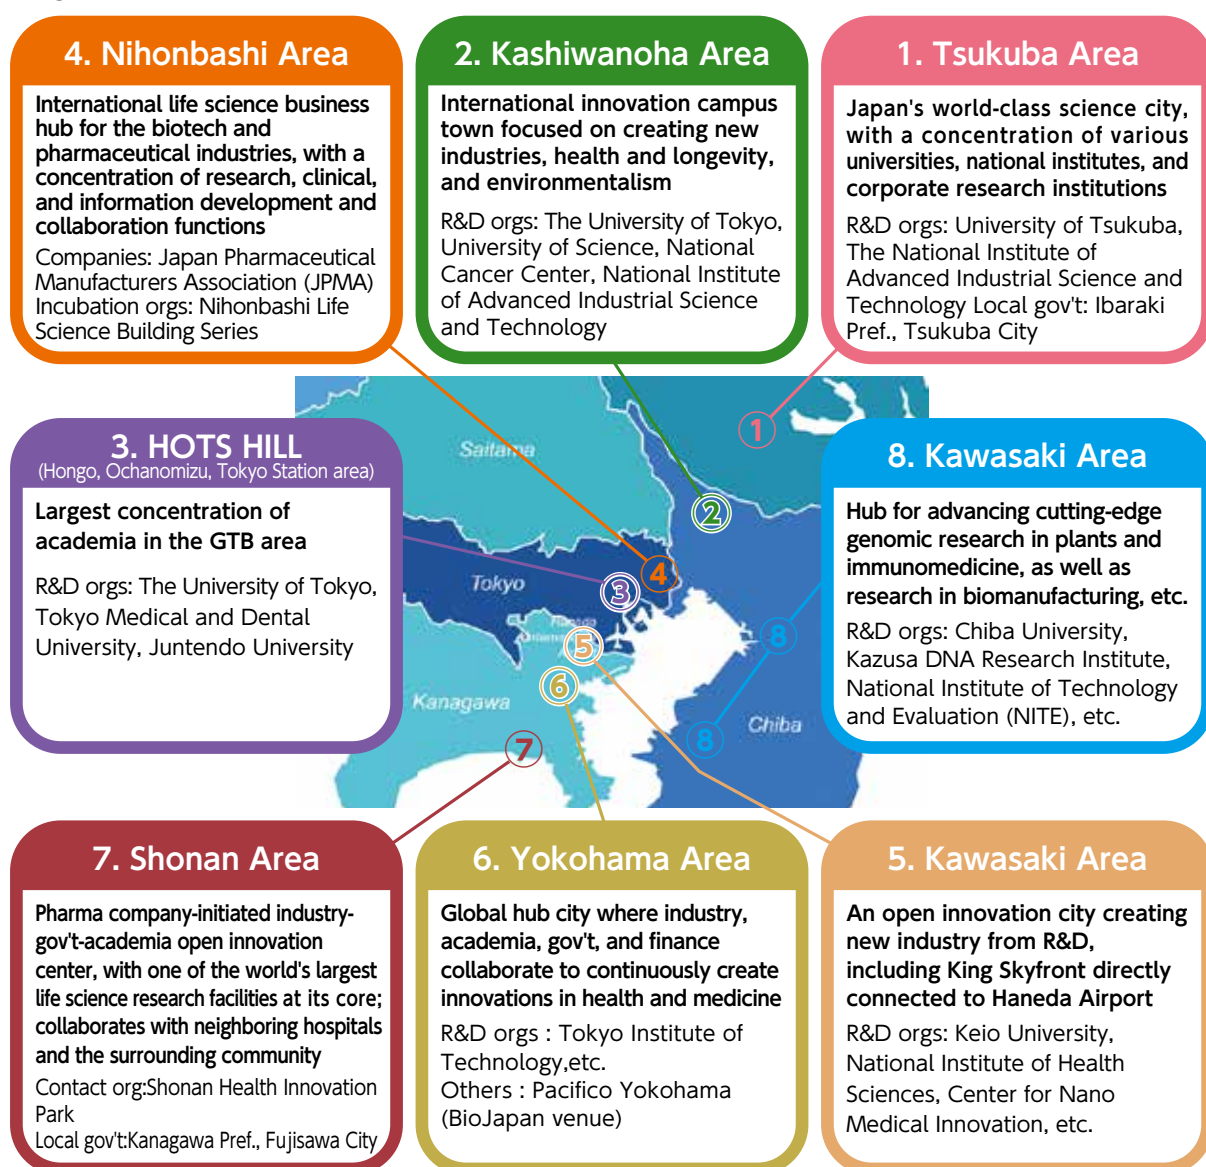 4. Nihonbashi Area
International life science business
hub for the biotech and
pharmaceutical industries, with a
concentration of research, clinical,
and information development and
collaboration functions
Companies: Japan Pharmaceutical
Manufacturers Association (JPMA)
Incubation orgs: Nihonbashi Life
Science Building Series
2. Kashiwanoha Area
International innovation campus
town focused on creating new
industries, health and longevity,
and environmentalism
R&D orgs: The University of Tokyo,
University of Science, National
Cancer Center, National Institute
of Advanced Industrial Science
and Technology
1. Tsukuba Area
Japan's world-class science city,
with a concentration of various
universities, national institutes, and
corporate research institutions
R&D orgs: University of Tsukuba,
The National Institute of
Advanced Industrial Science and
Technology Local gov't: Ibaraki
Pref., Tsukuba City
3. HOTS HILL
(Hongo, Ochanomizu, Tokyo Station area)
Largest concentration of
academia in the GTB area
R&D orgs: The University of Tokyo,
Tokyo Medical and Dental
University, Juntendo University
Saitama
1
2
Tokyo
4
3
5
6
8
Kanagawa
7
8
Chiba
8. Kawasaki Area
Hub for advancing cutting-edge
genomic research in plants and
immunomedicine, as well as
research in biomanufacturing, etc.
R&D orgs: Chiba University,
Kazusa DNA Research Institute,
National Institute of Technology
and Evaluation (NITE), etc.
7. Shonan Area
Pharma company-initiated industry-
gov't-academia open innovation
center, with one of the world's largest
life science research facilities at its core;
collaborates with neighboring hospitals
and the surrounding community
Contact org:Shonan Health Innovation
Park
Local gov't:Kanagawa Pref., Fujisawa City
6. Yokohama Area
Global hub city where industry,
academia, gov't, and finance
collaborate to continuously create
innovations in health and medicine
R&D orgs : Tokyo Institute of
Technology,etc.
Others : Pacifico Yokohama
(BioJapan venue)
5. Kawasaki Area
An open innovation city creating
new industry from R&D,
including King Skyfront directly
connected to Haneda Airport
R&D orgs: Keio University,
National Institute of Health
Sciences, Center for Nano
Medical Innovation, etc.